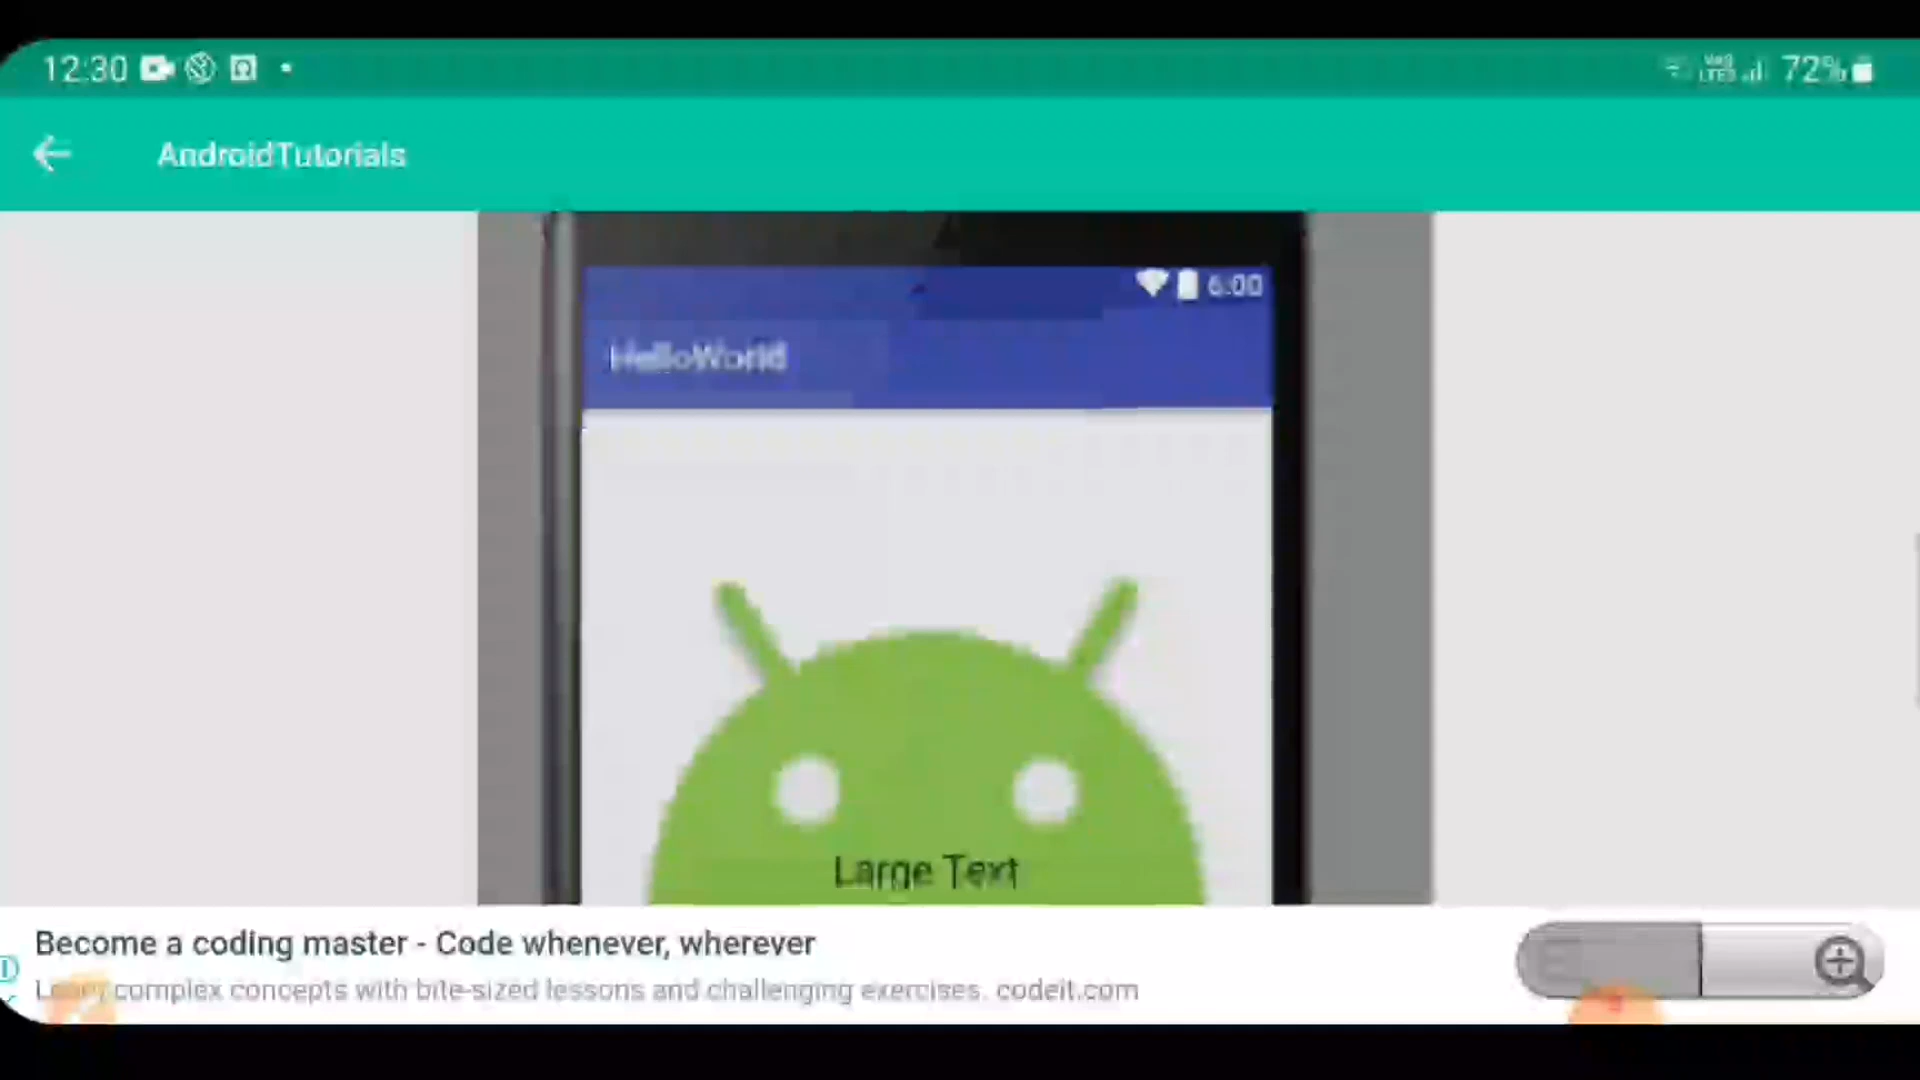 12:30
72%
AndroidTutorials
6:00
HelloWorld
Large Text
Become a coding master - Code whenever, wherever
Learn complex concepts with bite-sized lessons and challenging exercises. codeit.com